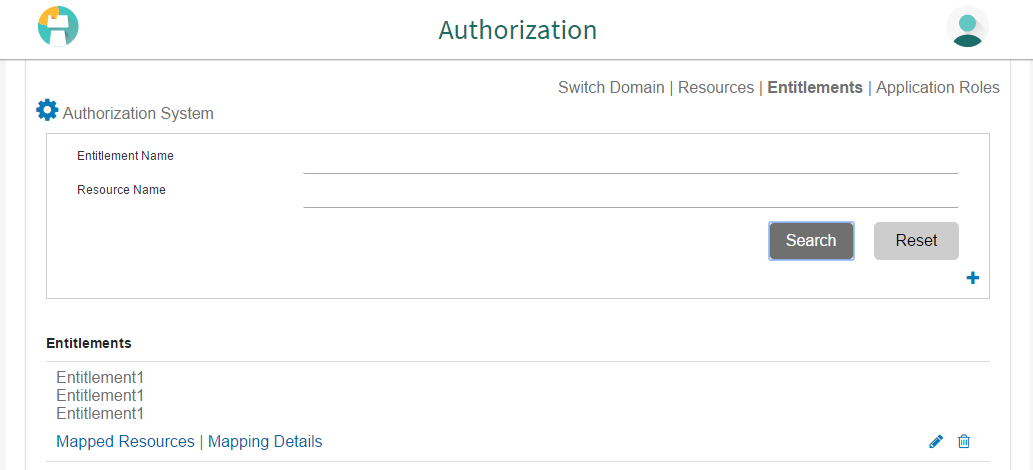 Authorization
Switch Domain | Resources | Entitlements | Application Roles
Authorization System
Entitlement Name
Resource Name
Search Reset
Entitlements
Entitlement1
Entitlement1
Entitlement1
Mapped Resources | Mapping Details